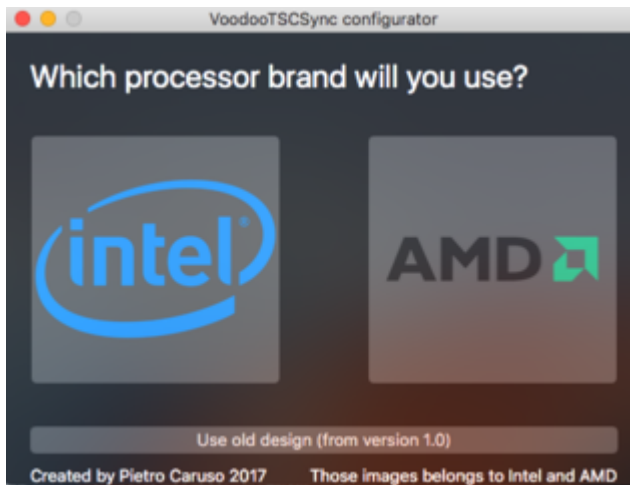 VoodooTSCSync configurator
Which processor brand will you use?
intel®
AMD
Use old design (from version 1.0)
Created by Pietro Caruso 2017
Those images belongs to Intel and AMD